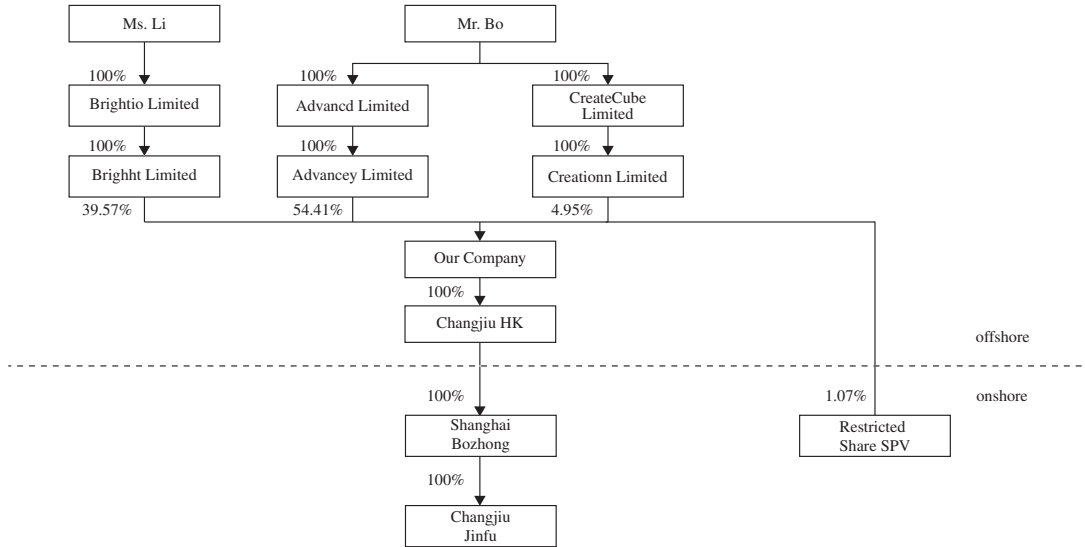 Ms. Li
Mr. Bo
100%
100%
100%
Brightio Limited
Advancd Limited
CreateCube
Limited
100%
100%
100%
Brighht Limited
Advancey Limited
Creationn Limited
39.57%
54.41%
4.95%
Our Company
100%
Changjiu HK
offshore
100%
1.07%
onshore
Shanghai
Bozhong
Restricted
Share SPV
100%
Changjiu
Jinfu